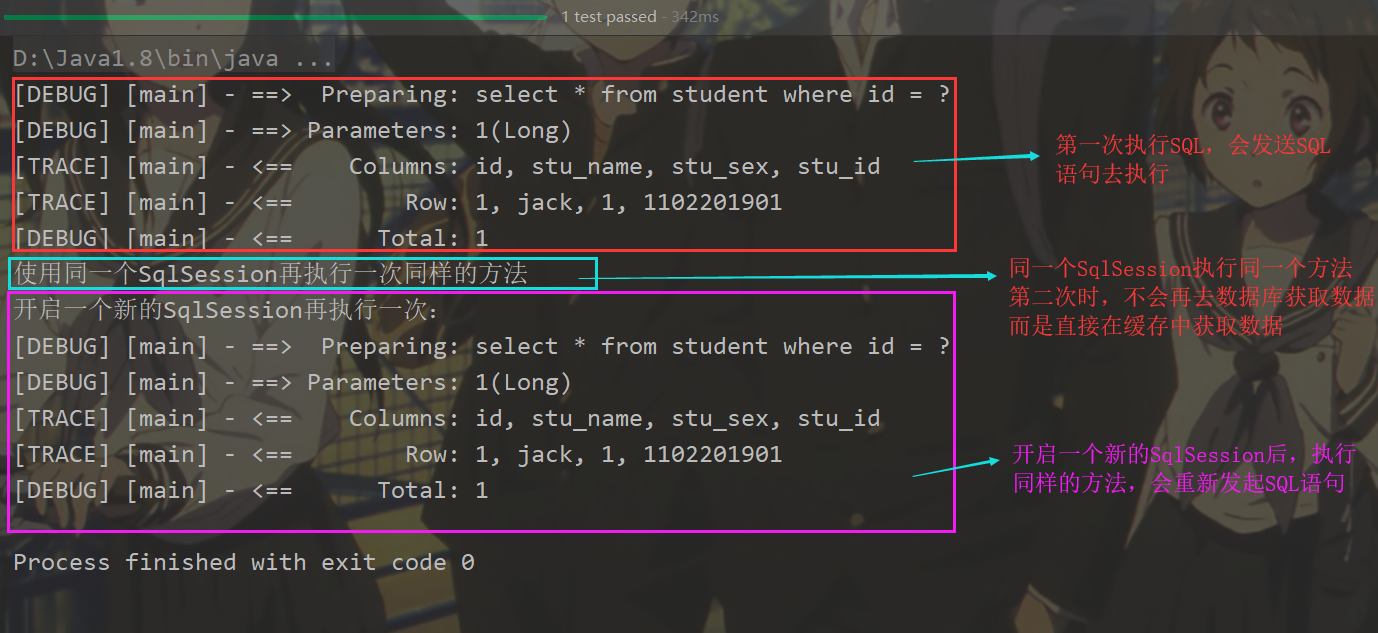 1 test passed - 342ms
D:\Java1.8\bin\java ...
[DEBUG] [main] - ==>  Preparing: select * from student where id = ?
[DEBUG] [main] - ==> Parameters: 1(Long)
[TRACE] [main] - <==    Columns: id, stu_name, stu_sex, stu_id
[TRACE] [main] - <==        Row: 1, jack, 1, 1102201901
[DEBUG] [main] - <==      Total: 1
第一次执行SQL，会发送SQL
语句去执行
使用同一个SqlSession再执行一次同样的方法
同一个SqlSession执行同一个方法
第二次时，不会再去数据库获取数据
而是直接在缓存中获取数据
开启一个新的SqlSession再执行一次：
[DEBUG] [main] - ==>  Preparing: select * from student where id = ?
[DEBUG] [main] - ==> Parameters: 1(Long)
[TRACE] [main] - <==    Columns: id, stu_name, stu_sex, stu_id
[TRACE] [main] - <==        Row: 1, jack, 1, 1102201901
[DEBUG] [main] - <==      Total: 1
开启一个新的SqlSession后，执行
同样的方法，会重新发起SQL语句
Process finished with exit code 0